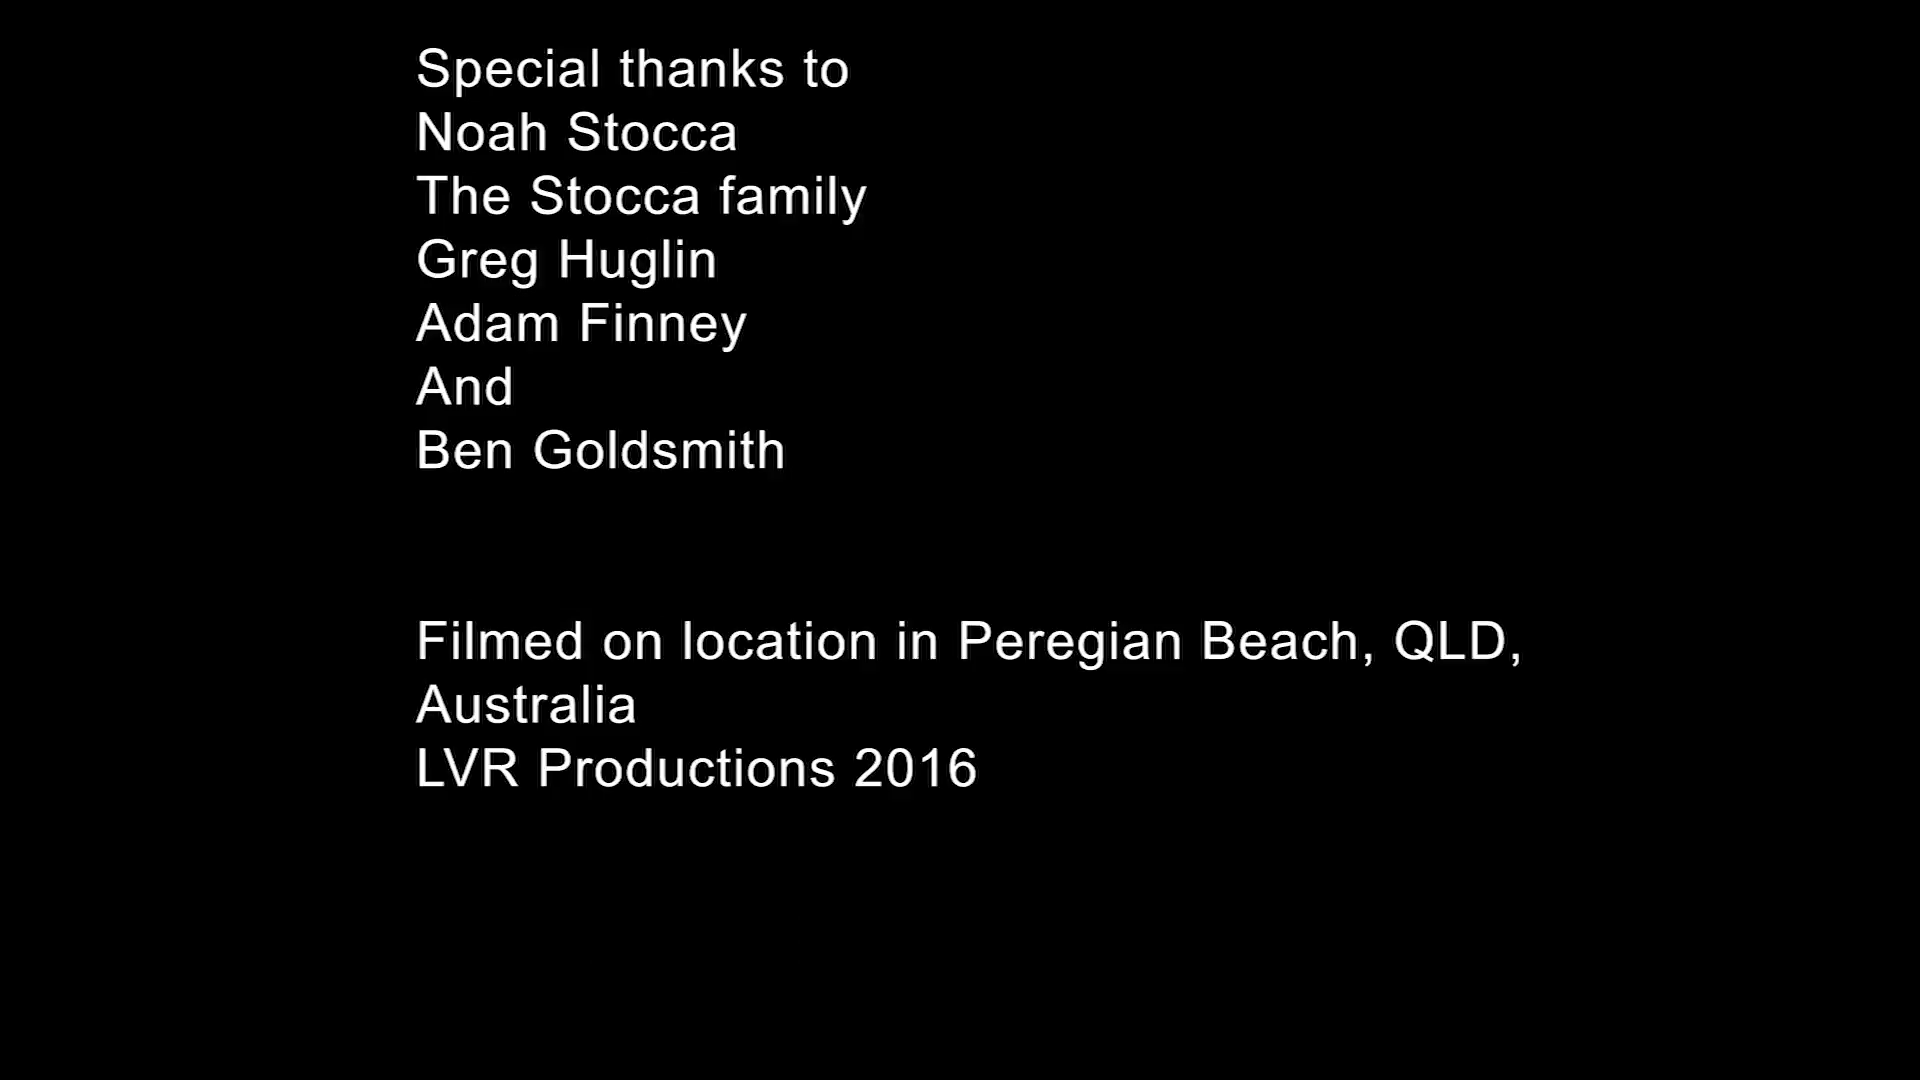 Special thanks to
Noah Stocca
The Stocca family
Greg Huglin
Adam Finney
And
Ben Goldsmith
Filmed on location in Peregian Beach, QLD,
Australia
LVR Productions 2016